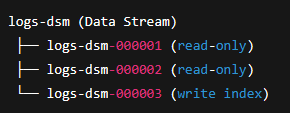 logs-dsm (Data Stream)
├── logs-dsm-000001 (read-only)
├── logs-dsm-000002 (read-only)
└── logs-dsm-000003 (write index)